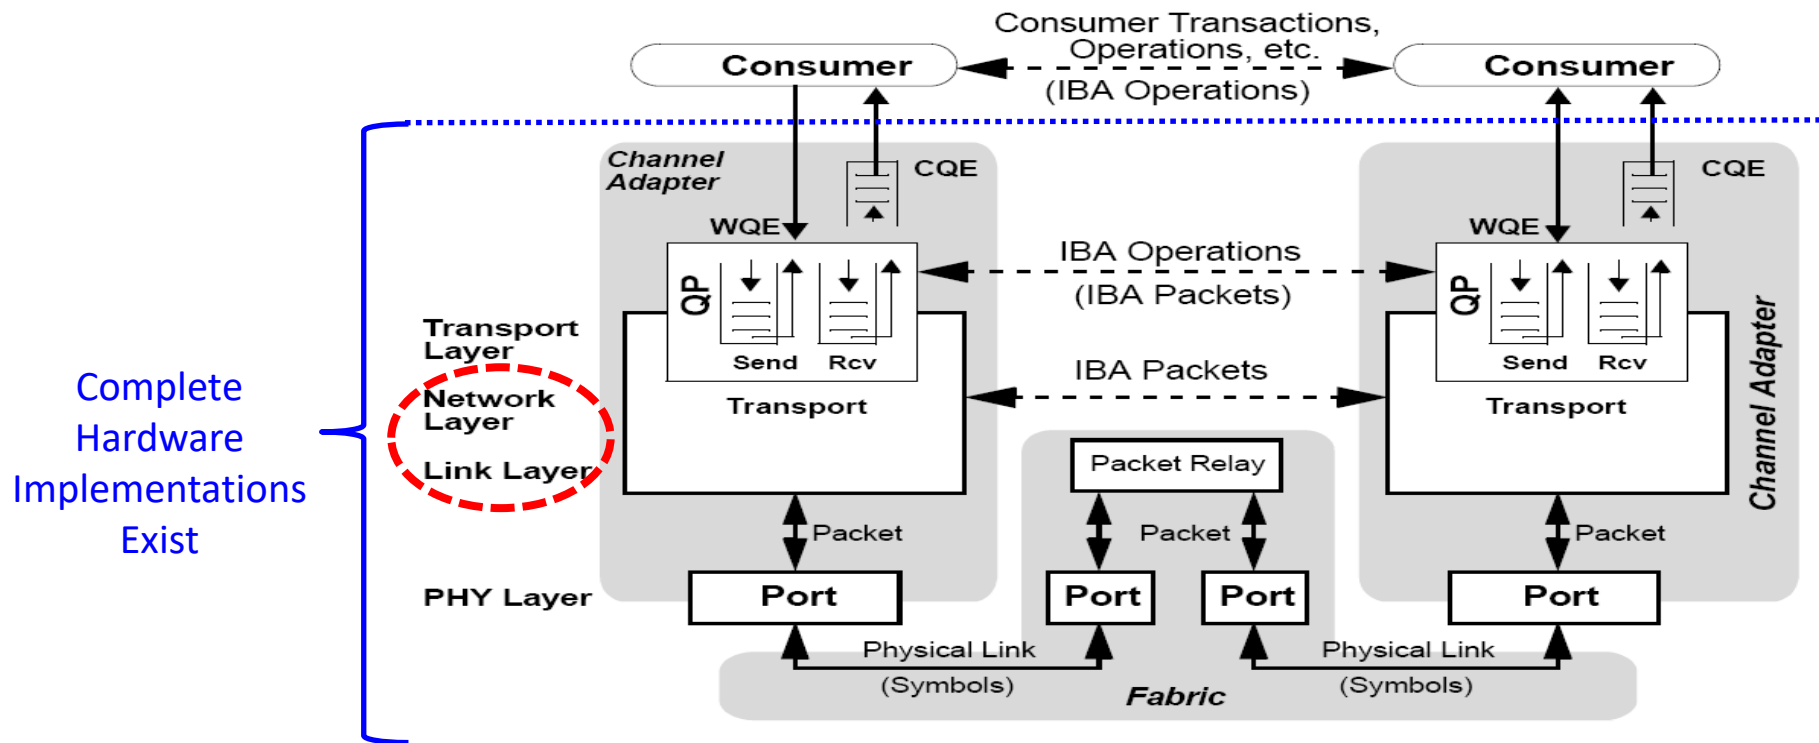 Consumer Transactions,
Operations, etc.
Consumer
Consumer
(IBA Operations)
Channel
Adapter
CQE
CQE
WQE
WQE
IBA Operations
(IBA Packets)
QP
QP
Send
Rcv
Send
Rcv
Transport
Layer
IBA Packets
Complete
Hardware
Implementations
Exist
Network
Layer
Transport
Transport
Channel Adapter
Link Layer
Packet Relay
Packet
Packet
Packet
PHY Layer
Port
Port
Port
Port
Physical Link
(Symbols)
Physical Link
(Symbols)
Fabric